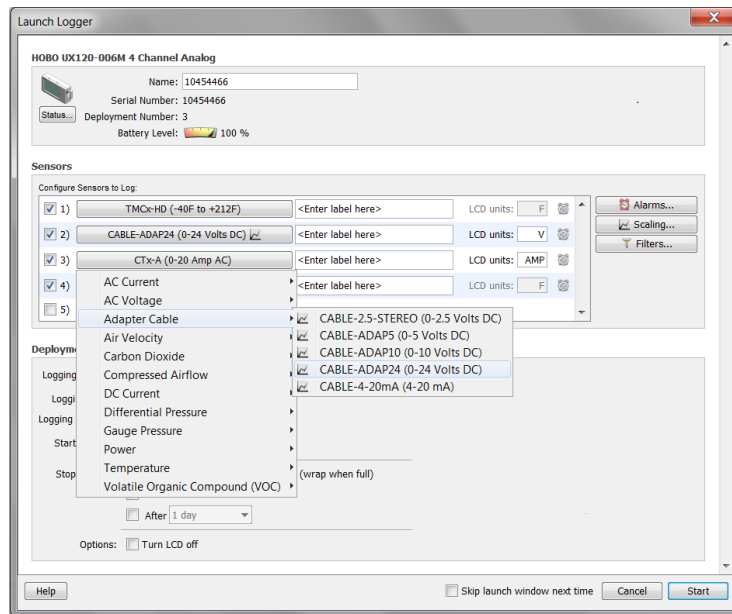 Launch Logger
HOBO UX120-006M 4 Channel Analog
Name: 10454466
Serial Number: 10454466
Status... Deployment Number: 3
Battery Level: 100 %
Sensors
Configure Sensors to Log:
1) TMCx-HD (-40F to +212F) <Enter label here> LCD units: F Alarms...
2) CABLE-ADAP24 (0-24 Volts DC) <Enter label here> LCD units: V Scaling...
Filters...
3) CTx-A (0-20 Amp AC) <Enter label here> LCD units: AMP
4) <Enter label here> LCD units: F
5)
AC Current
AC Voltage
Adapter Cable
Air Velocity
Carbon Dioxide
Compressed Airflow
DC Current
Differential Pressure
Gauge Pressure
Power
Temperature
Volatile Organic Compound (VOC)
CABLE-2.5-STEREO (0-2.5 Volts DC)
CABLE-ADAP5 (0-5 Volts DC)
CABLE-ADAP10 (0-10 Volts DC)
CABLE-ADAP24 (0-24 Volts DC)
CABLE-4-20mA (4-20 mA)
Deploym
Logging
Loggi
Logging
Start
Stop (wrap when full)
After 1 day
Options: Turn LCD off
Help Skip launch window next time Cancel Start